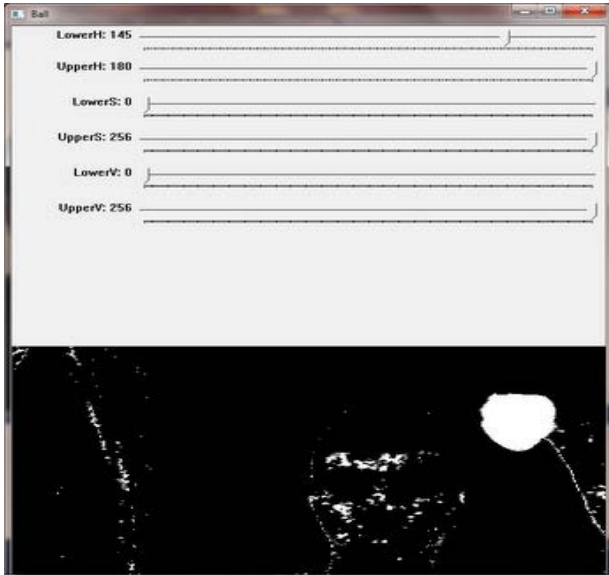 Ball
LowerH: 145
UpperH: 180
LowerS: 0
UpperS: 256
LowerV: 0
UpperV: 256